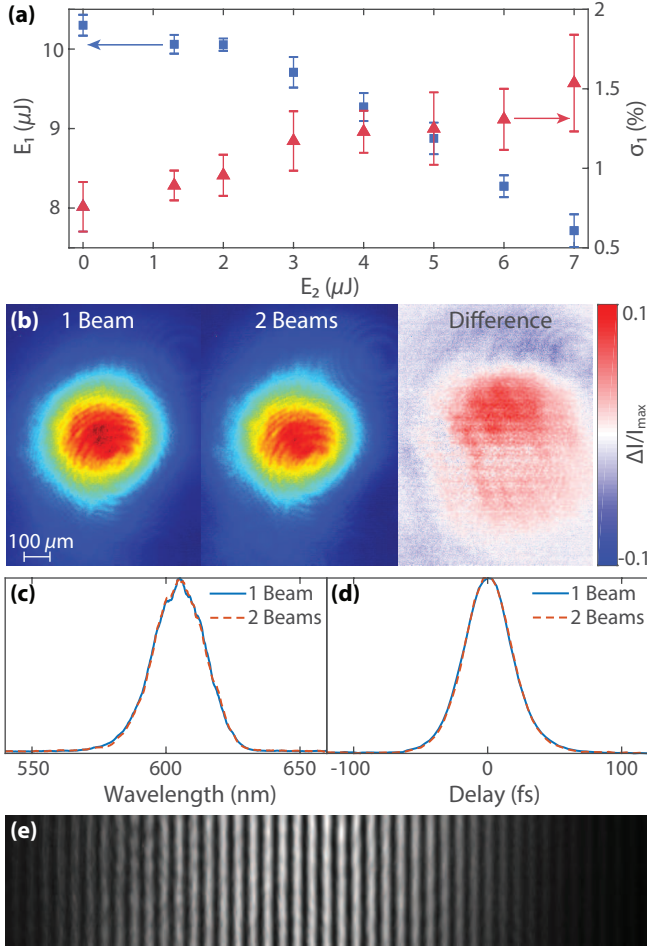 (a)
10
9
8
E₁ (μJ)
2
1.5
1
0.5
σ₁ (%)
0 1 2 3 4 5 6 7
E₂ (μJ)
(b)
1 Beam
2 Beams
Difference
100 μm
0.1
ΔI/Imax
-0.1
(c)
1 Beam
2 Beams
550 600 650
Wavelength (nm)
(d)
1 Beam
2 Beams
-100 0 100
Delay (fs)
(e)